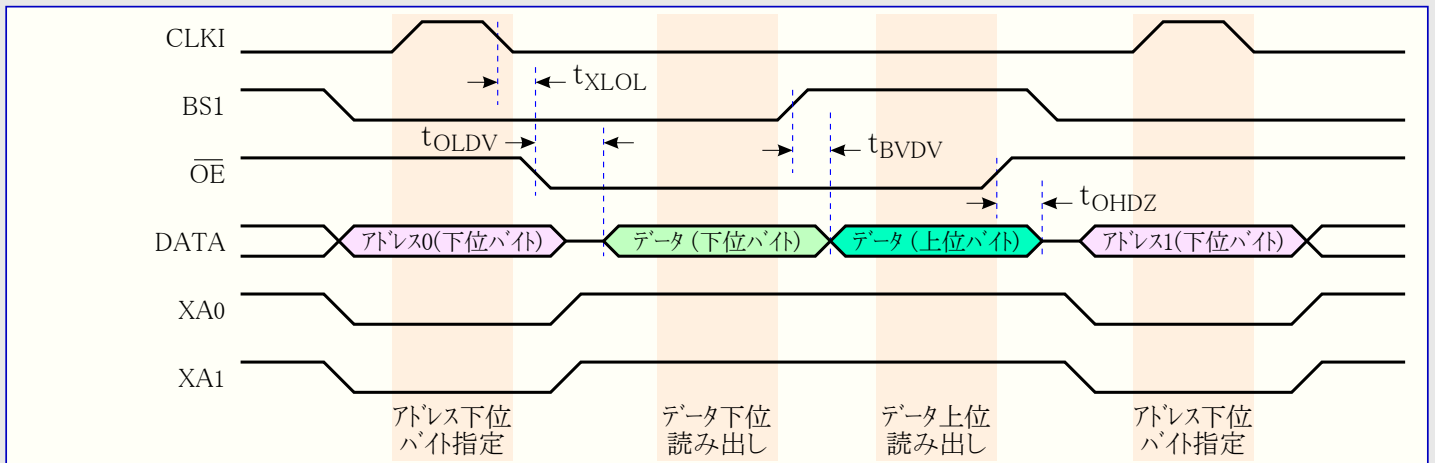 CLKI
tXLOL
BS1
tOLDV
tBVDV
OE
tOHDZ
DATA
アドレス0(下位バイト)
データ (下位バイト)
データ (上位バイト)
アドレス1(下位バイト)
XA0
XA1
アドレス下位
バイト指定
データ下位
読み出し
データ上位
読み出し
アドレス下位
バイト指定